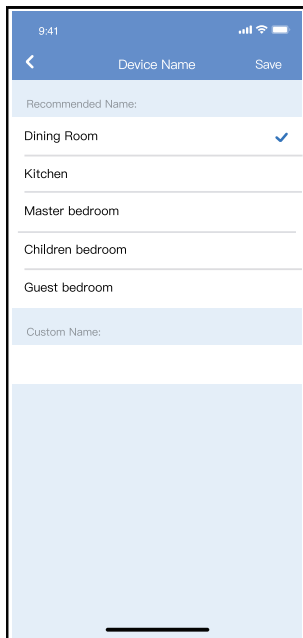 9:41
Device Name
Save
Recommended Name:
Dining Room
Kitchen
Master bedroom
Children bedroom
Guest bedroom
Custom Name: